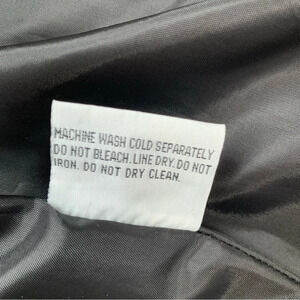 MACHINE WASH COLD SEPARATELY
DO NOT BLEACH. LINE DRY. DO NOT
IRON. DO NOT DRY CLEAN.